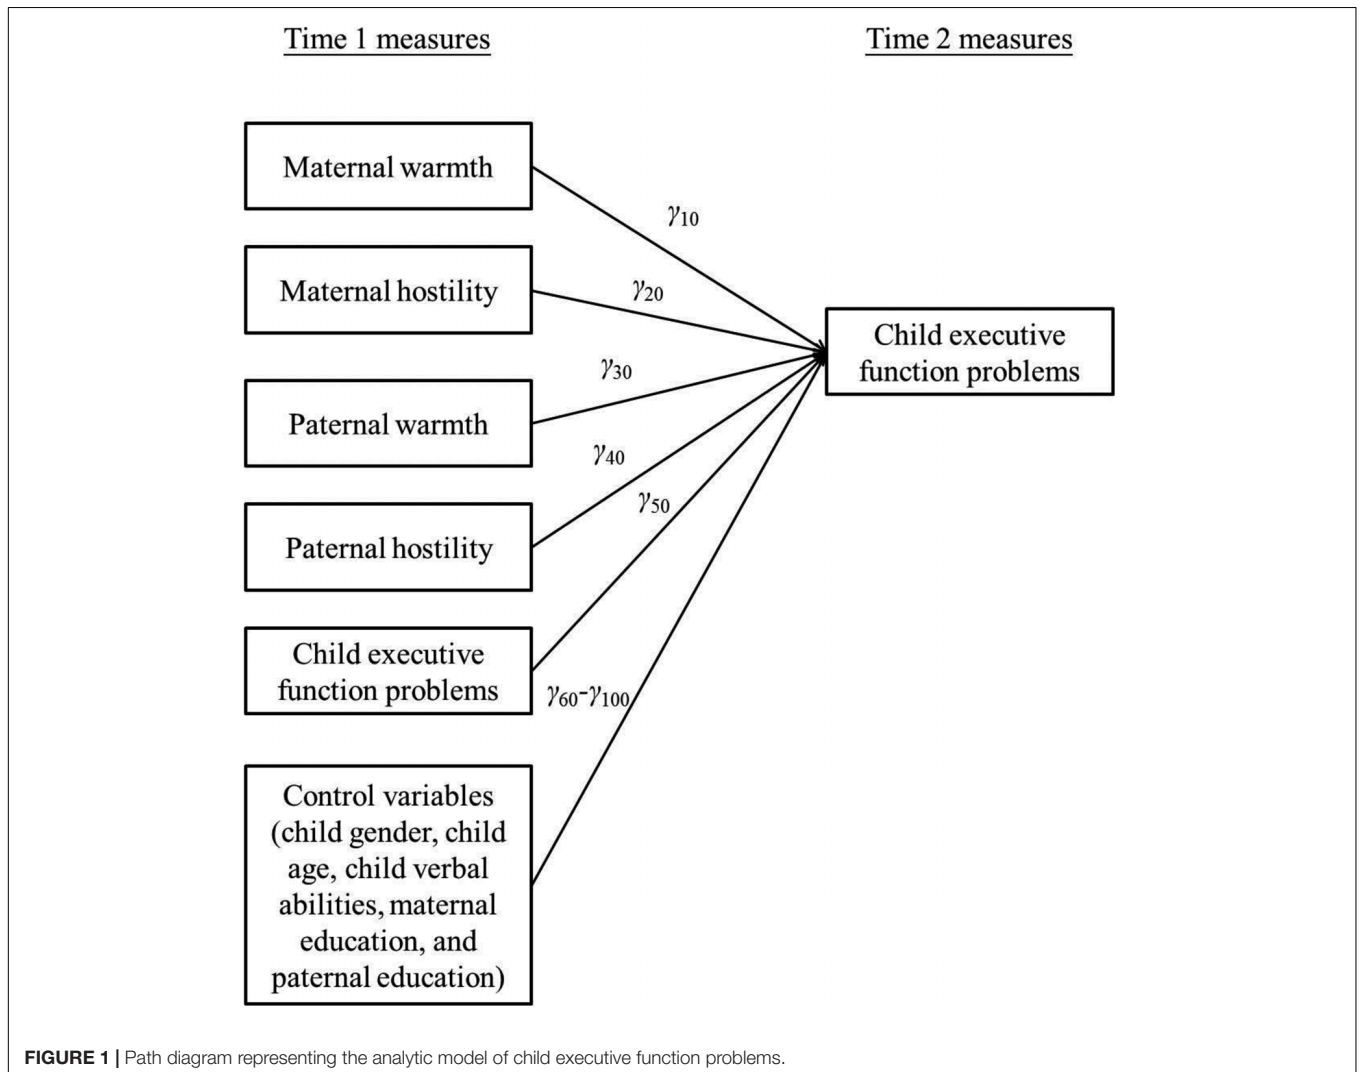 Time 1 measures
Time 2 measures
Maternal warmth
γ10
Maternal hostility
γ20
Child executive
function problems
γ30
Paternal warmth
γ40
γ50
Paternal hostility
Child executive
function problems
γ60-γ100
Control variables
(child gender, child
age, child verbal
abilities, maternal
education, and
paternal education)
FIGURE 1 | Path diagram representing the analytic model of child executive function problems.